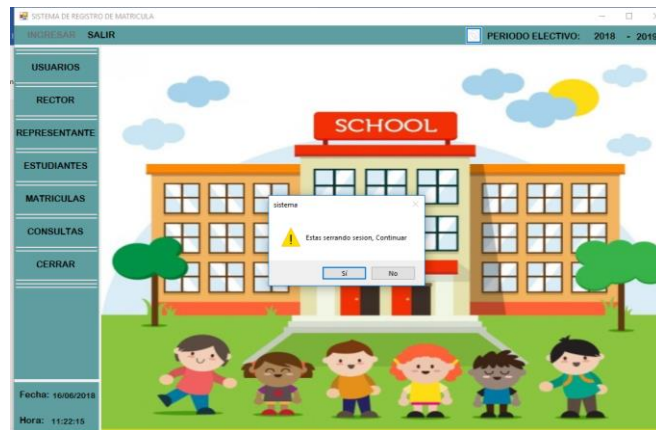 SISTEMA DE REGISTRO DE MATRICULA
INGRESAR SALIR
PERIODO ELECTIVO: 2018 - 2019
USUARIOS
RECTOR
REPRESENTANTE
ESTUDIANTES
MATRICULAS
CONSULTAS
CERRAR
SCHOOL
sistema
Estas serrando sesion, Continuar
Sí No
Fecha: 16/06/2018
Hora: 11:22:15